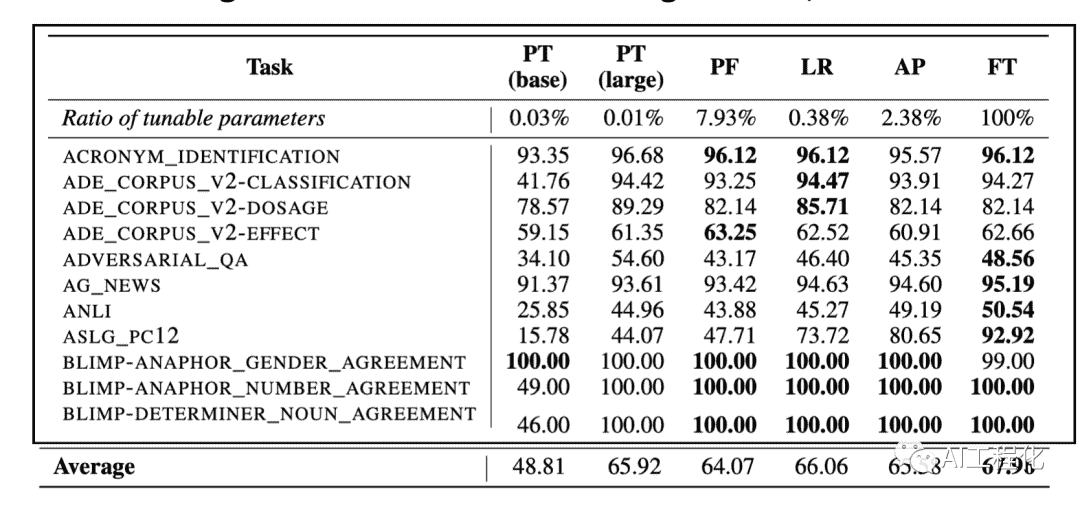 Task PT (base) PT (large) PF LR AP FT
Ratio of tunable parameters 0.03% 0.01% 7.93% 0.38% 2.38% 100%
ACRONYM_IDENTIFICATION 93.35 96.68 96.12 96.12 95.57 96.12
ADE_CORPUS_V2-CLASSIFICATION 41.76 94.42 93.25 94.47 93.91 94.27
ADE_CORPUS_V2-DOSAGE 78.57 89.29 82.14 85.71 82.14 82.14
ADE_CORPUS_V2-EFFECT 59.15 61.35 63.25 62.52 60.91 62.66
ADVERSARIAL_QA 34.10 54.60 43.17 46.40 45.35 48.56
AG_NEWS 91.37 93.61 93.42 94.63 94.60 95.19
ANLI 25.85 44.96 43.88 45.27 49.19 50.54
ASLG_PC12 15.78 44.07 47.71 73.72 80.65 92.92
BLIMP-ANAPHOR_GENDER_AGREEMENT 100.00 100.00 100.00 100.00 100.00 99.00
BLIMP-ANAPHOR_NUMBER_AGREEMENT 49.00 100.00 100.00 100.00 100.00 100.00
BLIMP-DETERMINER_NOUN_AGREEMENT 46.00 100.00 100.00 100.00 100.00 100.00
Average 48.81 65.92 64.07 66.06
AI工程化